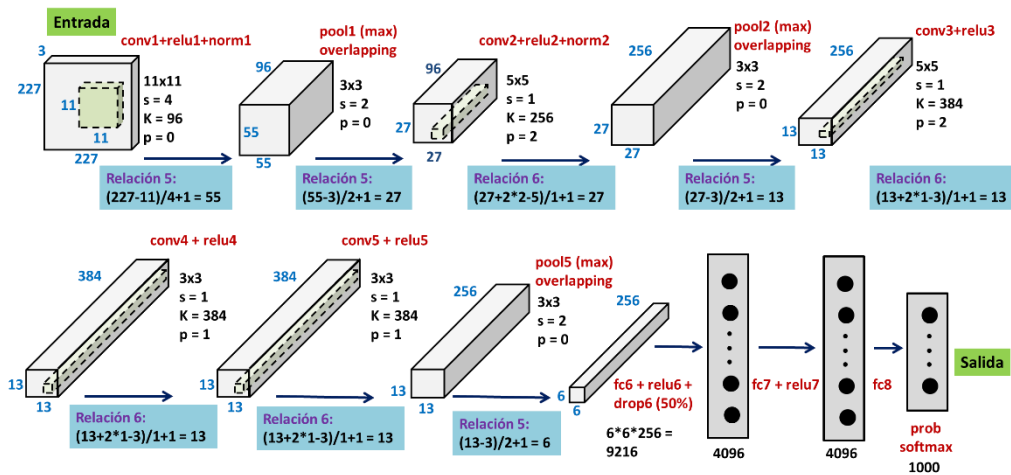 Entrada
3
227
11
11
227
conv1+relu1+norm1
11x11
s = 4
K = 96
p = 0
Relación 5:
(227-11)/4+1 = 55
96
55
55
pool1 (max)
overlapping
3x3
s = 2
p = 0
Relación 5:
(55-3)/2+1 = 27
96
27
27
conv2+relu2+norm2
5x5
s = 1
K = 256
p = 2
Relación 6:
(27+2*2-5)/1+1 = 27
256
27
27
pool2 (max)
overlapping
3x3
s = 2
p = 0
Relación 5:
(27-3)/2+1 = 13
256
13
13
conv3+relu3
5x5
s = 1
K = 384
p = 2
Relación 6:
(13+2*1-3)/1+1 = 13
conv4 + relu4
384
13
13
3x3
s = 1
K = 384
p = 1
Relación 6:
(13+2*1-3)/1+1 = 13
conv5 + relu5
384
13
13
3x3
s = 1
K = 384
p = 1
Relación 6:
(13+2*1-3)/1+1 = 13
pool5 (max)
overlapping
256
13
13
3x3
s = 2
p = 0
Relación 5:
(13-3)/2+1 = 6
256
6
6
fc6 + relu6 +
drop6 (50%)
6*6*256 =
9216
4096
fc7 + relu7
4096
fc8
prob
softmax
1000
Salida